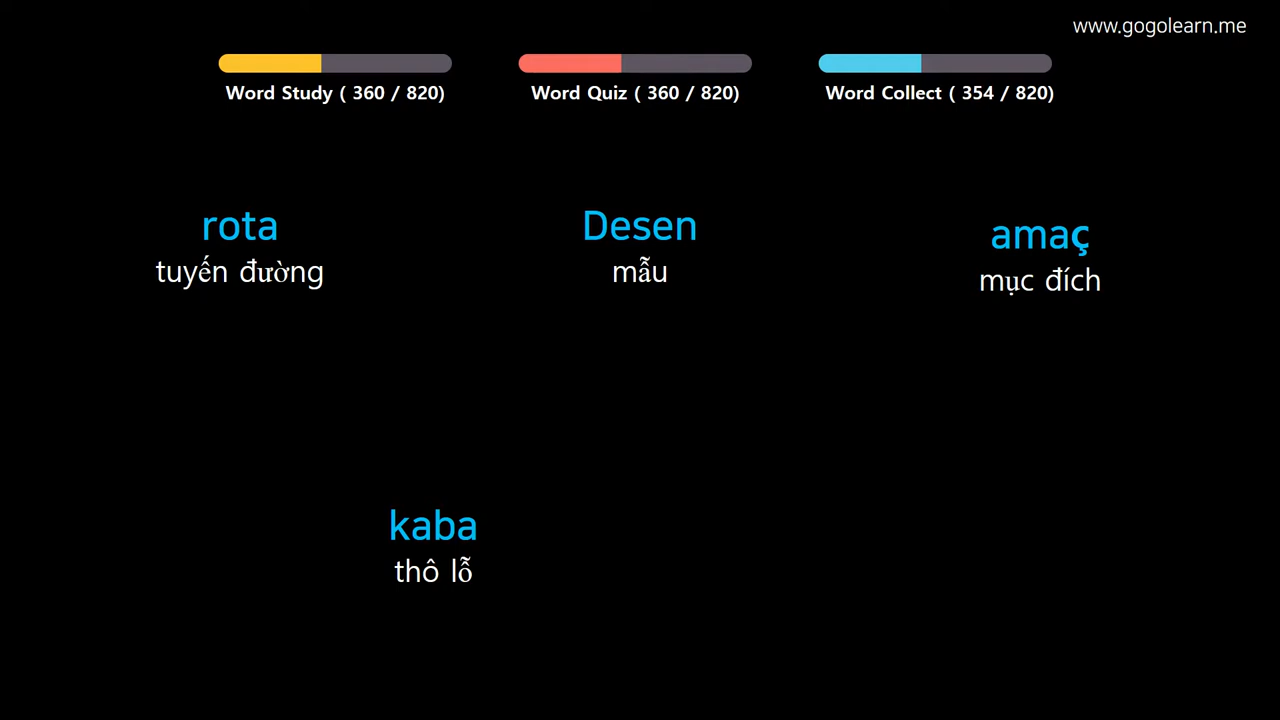 www.gogolearn.me
Word Study ( 360 / 820)
Word Quiz ( 360 / 820)
Word Collect ( 354 / 820)
rota
tuyến đường
Desen
mẫu
amaç
mục đích
kaba
thô lỗ